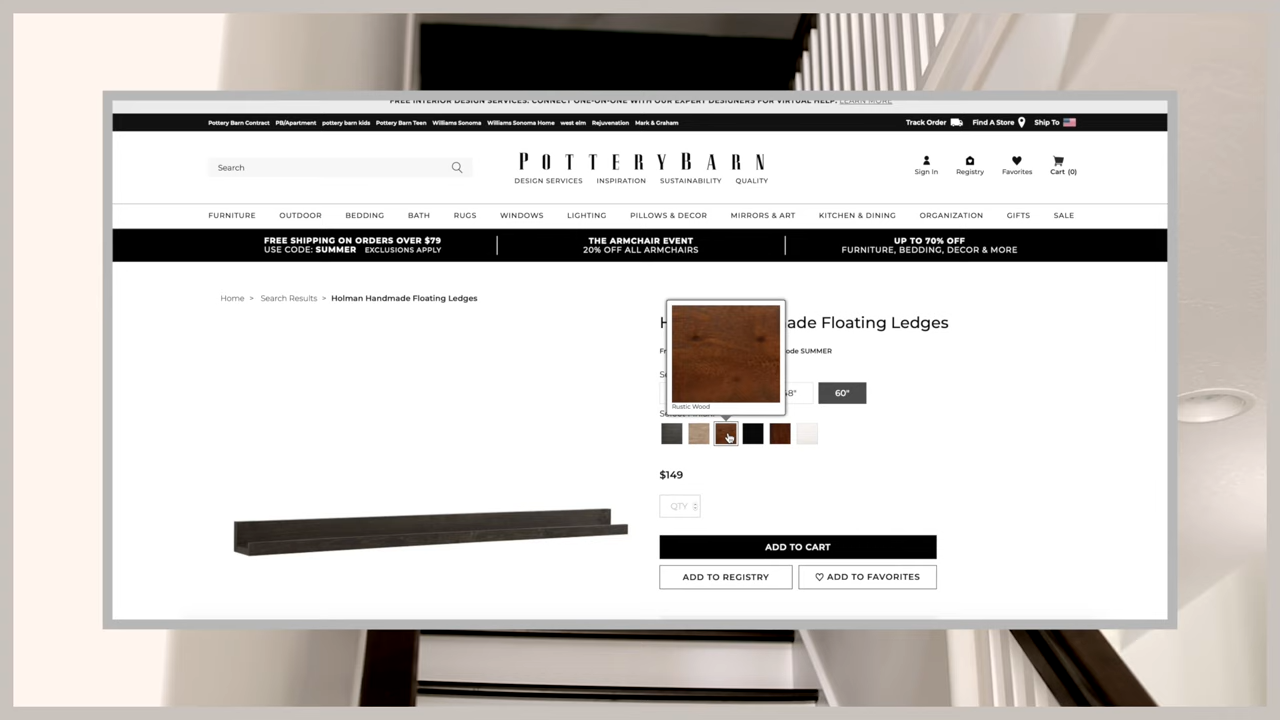 FREE INTERIOR DESIGN SERVICES: CONNECT ONE-ON-ONE WITH OUR EXPERT DESIGNERS FOR VIRTUAL HELP. LEARN MORE
Pottery Barn Contract PB/Apartment pottery barn kids Pottery Barn Teen Williams Sonoma Williams Sonoma Home west elm Rejuvenation Mark & Graham Track Order Find A Store Ship To
Search
POTTERYBARN
DESIGN SERVICES INSPIRATION SUSTAINABILITY QUALITY
Sign In Registry Favorites Cart (0)
FURNITURE OUTDOOR BEDDING BATH RUGS WINDOWS LIGHTING PILLOWS & DECOR MIRRORS & ART KITCHEN & DINING ORGANIZATION GIFTS SALE
FREE SHIPPING ON ORDERS OVER $79
USE CODE: SUMMER EXCLUSIONS APPLY
THE ARMCHAIR EVENT
20% OFF ALL ARMCHAIRS
UP TO 70% OFF
FURNITURE, BEDDING, DECOR & MORE
Home > Search Results > Holman Handmade Floating Ledges
H ade Floating Ledges
Fr ode SUMMER
Se
8" 60"
Rustic Wood
$149
QTY
ADD TO CART
ADD TO REGISTRY ADD TO FAVORITES